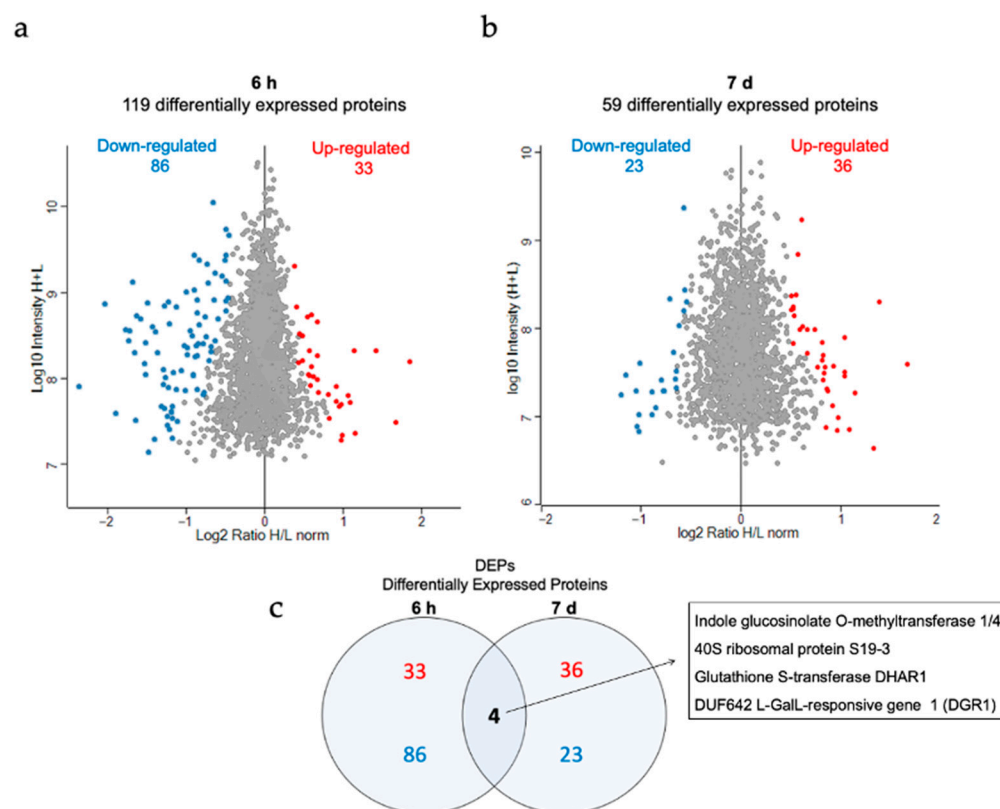 a
6 h
119 differentially expressed proteins
Down-regulated
86
Up-regulated
33
Log10 Intensity H+L
10
9
8
7
−2
−1
0
1
2
Log2 Ratio H/L norm
b
7 d
59 differentially expressed proteins
Down-regulated
23
Up-regulated
36
log10 Intensity (H+L)
10
9
8
7
6
−2
−1
0
1
2
log2 Ratio H/L norm
c
DEPs
Differentially Expressed Proteins
6 h
7 d
33
36
4
86
23
Indole glucosinolate O-methyltransferase 1/4
40S ribosomal protein S19-3
Glutathione S-transferase DHAR1
DUF642 L-GalL-responsive gene 1 (DGR1)